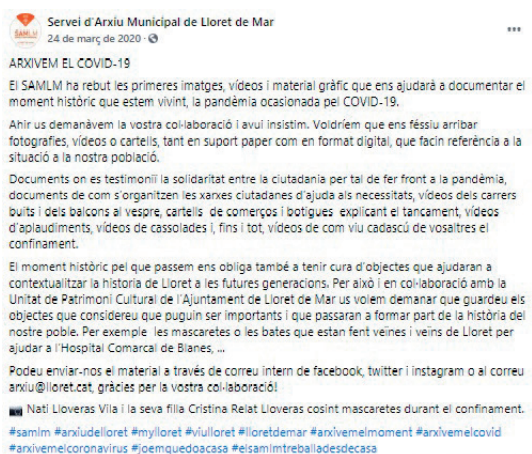 SAMLM
Servei d'Arxiu Municipal de Lloret de Mar
24 de març de 2020 ·
ARXIVEM EL COVID-19
El SAMLM ha rebut les primeres imatges, vídeos i material gràfic que ens ajudarà a documentar el
moment històric que estem vivint, la pandèmia ocasionada pel COVID-19.
Ahir us demanàvem la vostra col·laboració i avui insistim. Voldríem que ens féssiu arribar
fotografies, vídeos o cartells, tant en suport paper com en format digital, que facin referència a la
situació a la nostra població.
Documents on es testimoniï la solidaritat entre la ciutadania per tal de fer front a la pandèmia,
documents de com s'organitzen les xarxes ciutadanes d'ajuda als necessitats, vídeos dels carrers
buits i dels balcons al vespre, cartells de comerços i botigues explicant el tancament, vídeos
d'aplaudiments, vídeos de cassolades i, fins i tot, vídeos de com viu cadascú de vosaltres el
confinament.
El moment històric pel que passem ens obliga també a tenir cura d'objectes que ajudaran a
contextualitzar la historia de Lloret a les futures generacions. Per això i en col·laboració amb la
Unitat de Patrimoni Cultural de l'Ajuntament de Lloret de Mar us volem demanar que guardeu els
objectes que considereu que puguin ser importants i que passaran a formar part de la història del
nostre poble. Per exemple les mascaretes o les bates que estan fent veïnes i veïns de Lloret per
ajudar a l'Hospital Comarcal de Blanes, ...
Podeu enviar-nos el material a través de correu intern de facebook, twitter i instagram o al correu
arxiu@lloret.cat, gràcies per la vostra col·laboració!
📷 Nati Lloveras Vila i la seva filla Cristina Relat Lloveras cosint mascaretes durant el confinament.
#samlm #arxiudelloret #mylloret #viulloret #lloretdemar #arxivemelmoment #arxivemelcovid
#arxivemelcoronavirus #joemquedoacasa #elsamlmtreballadesdecasa